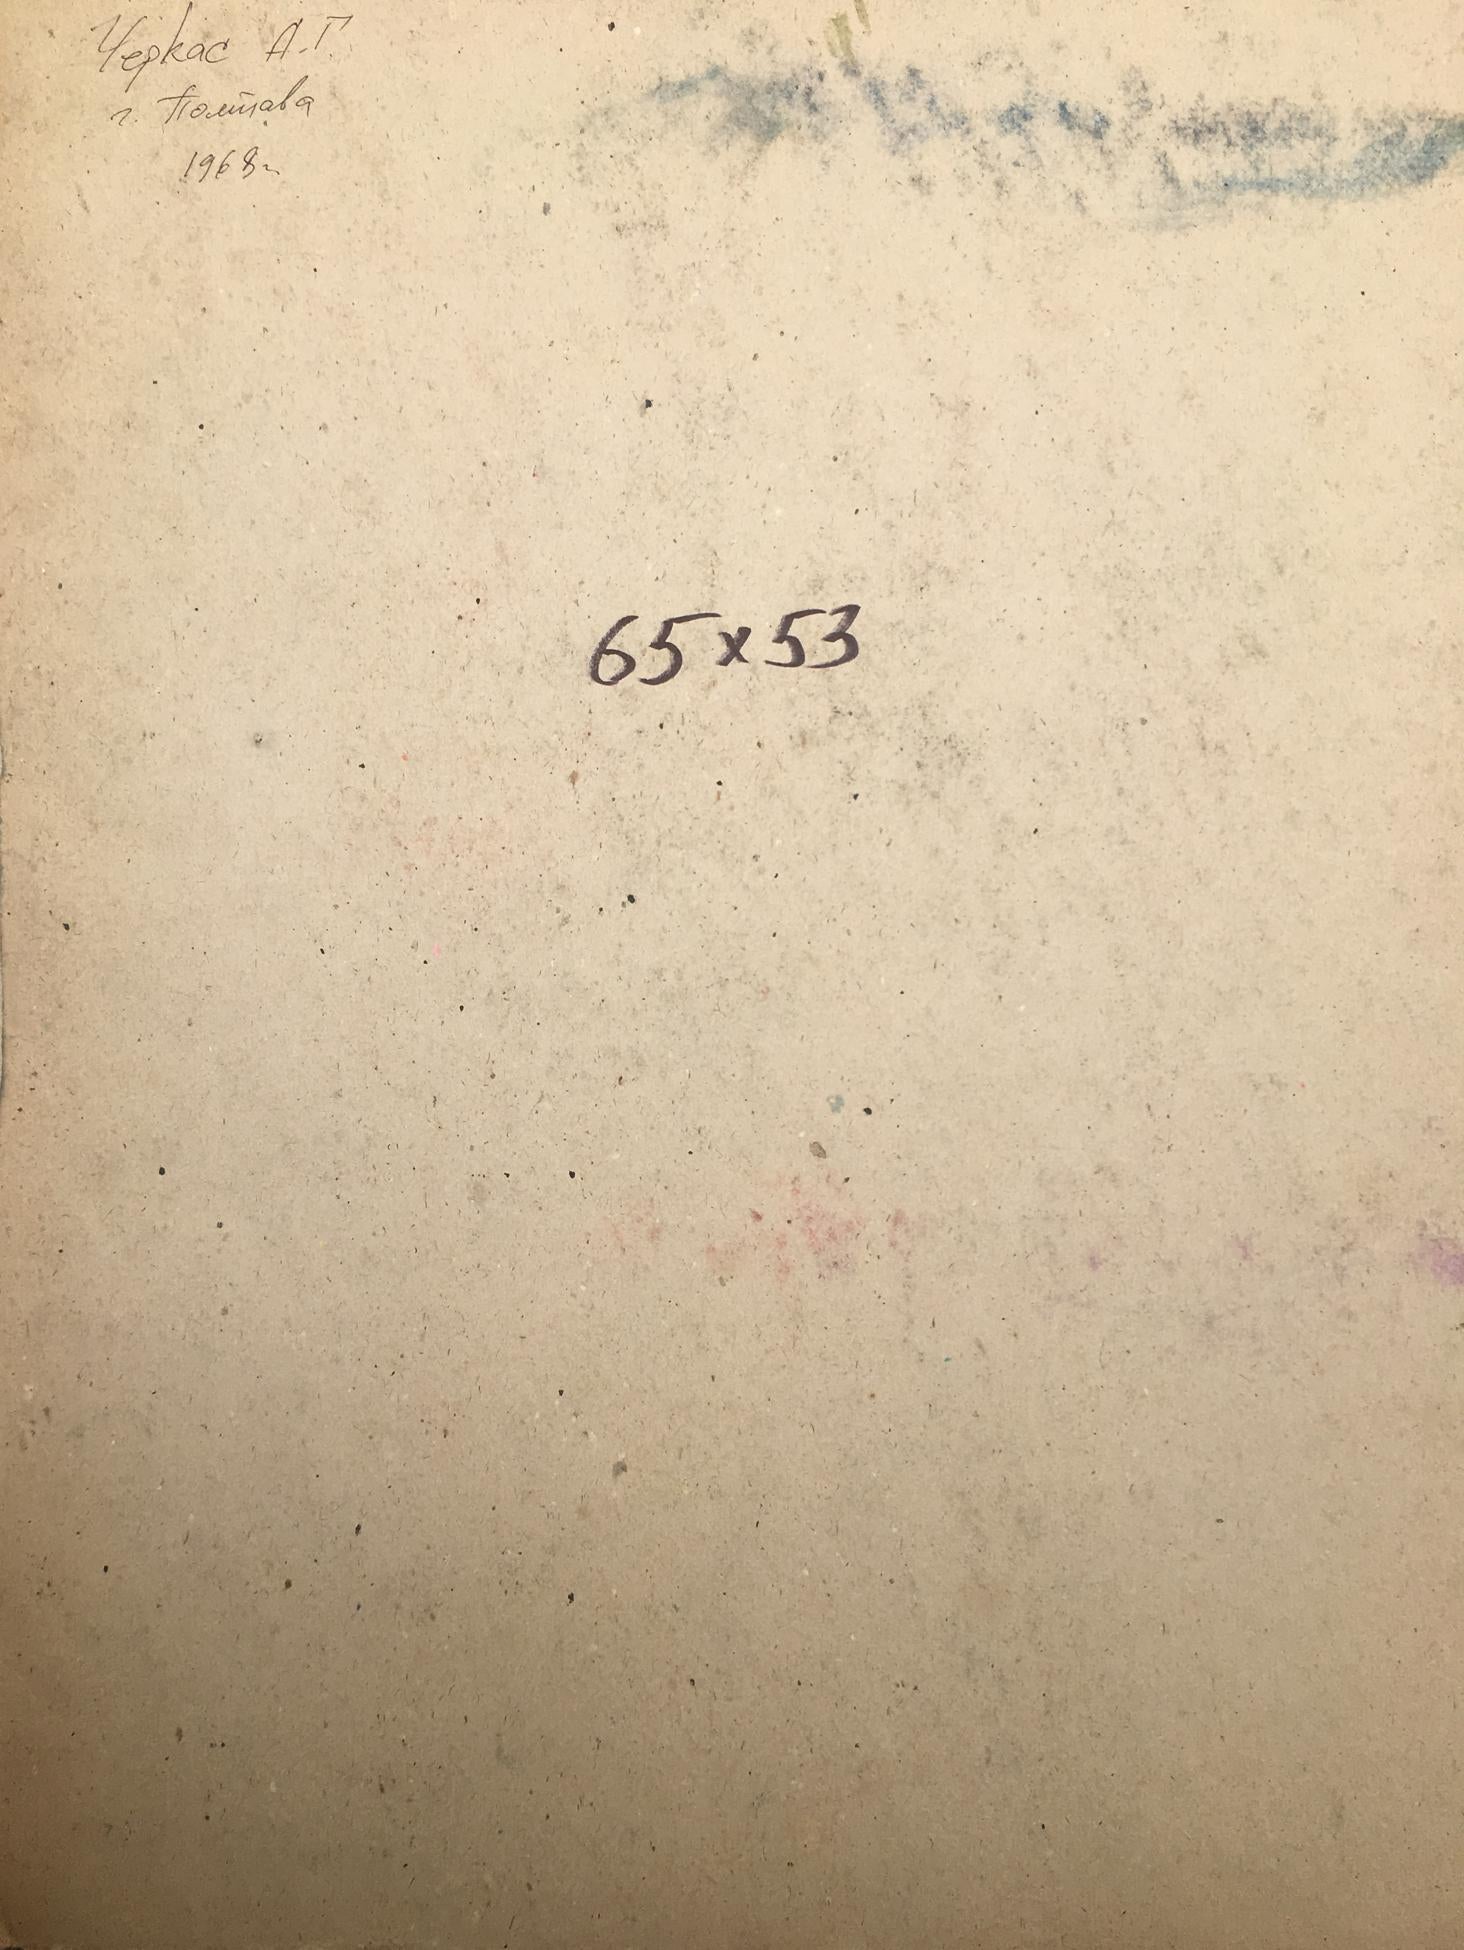 Черкас А.Г.
г. Полтава
1968г
65x53